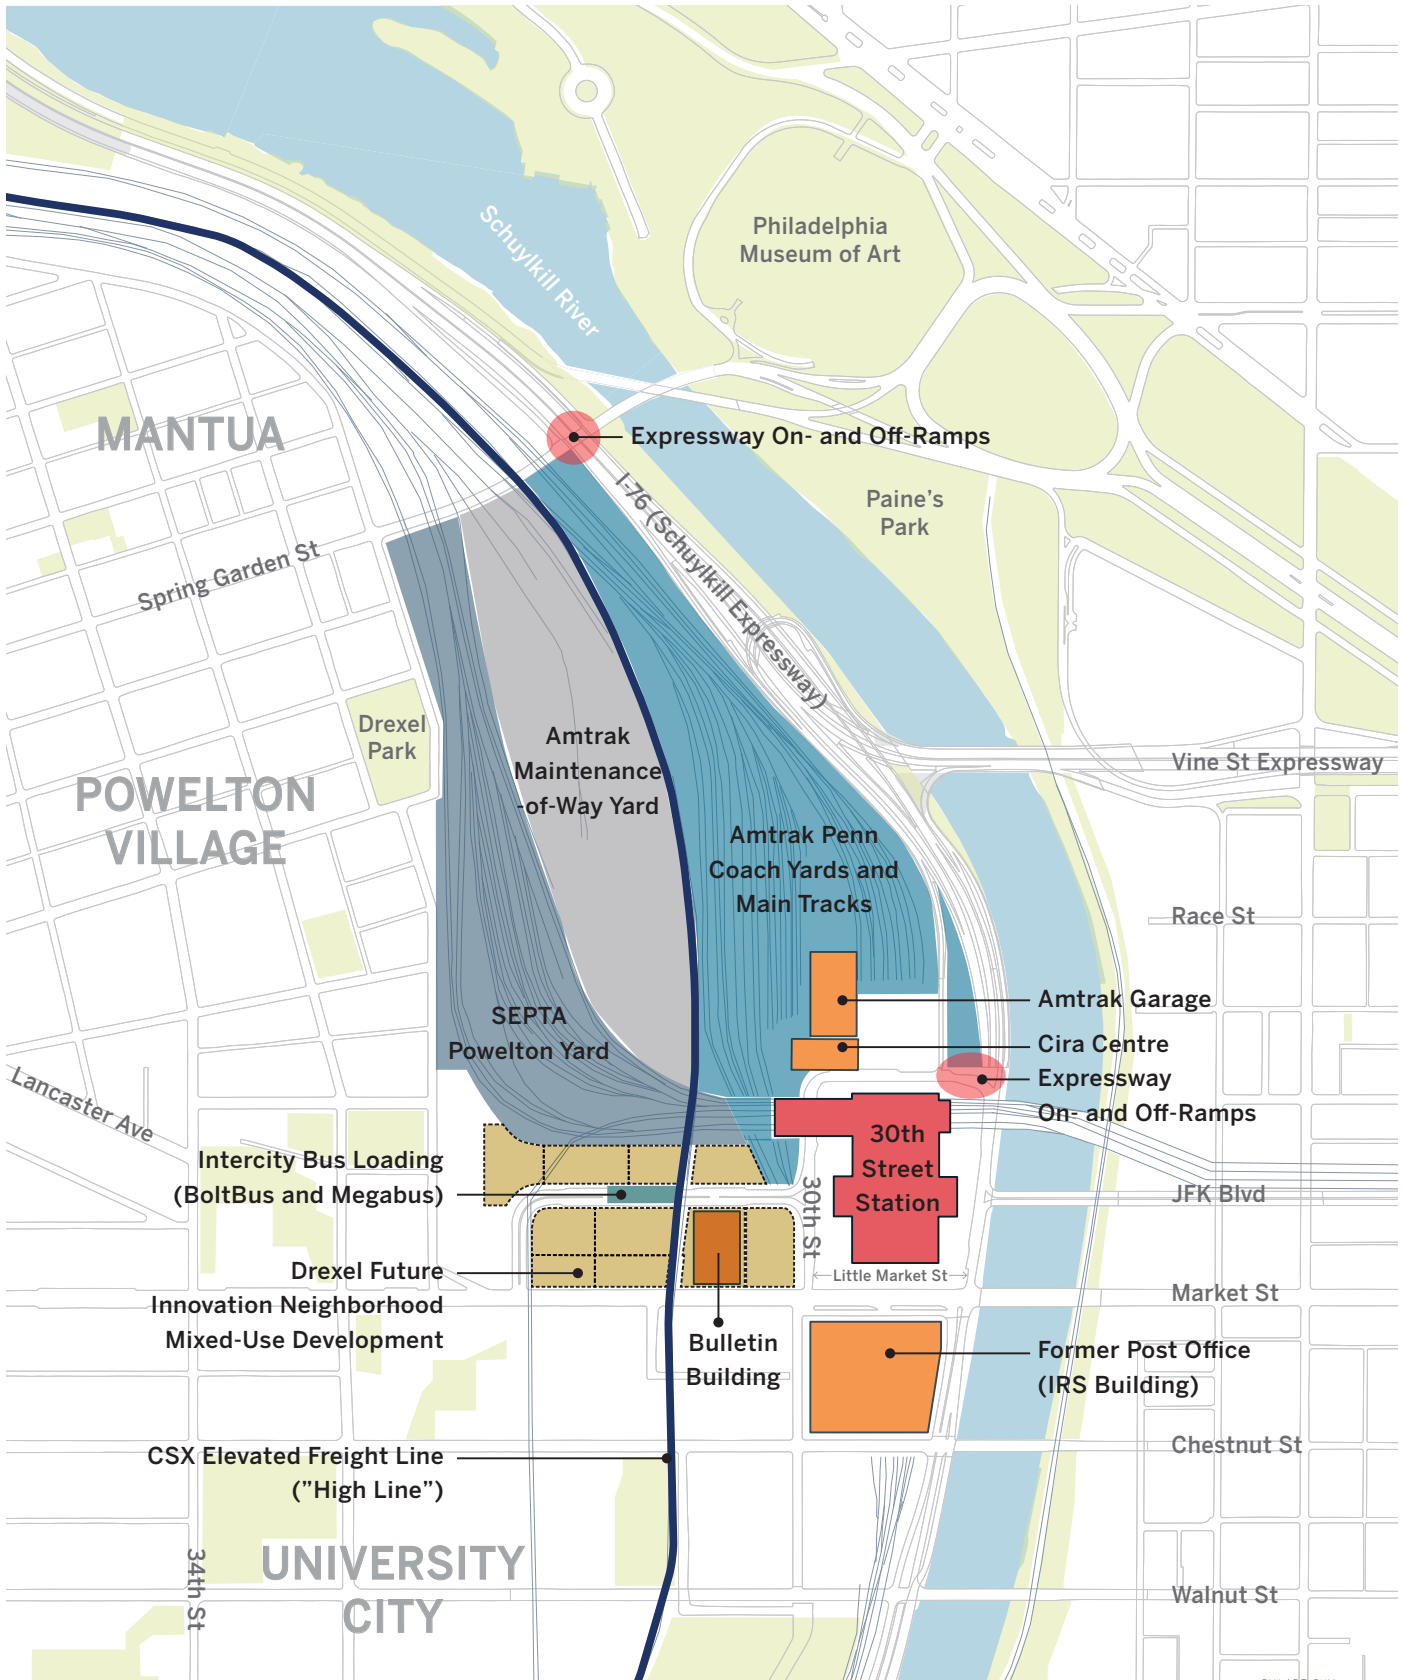 Philadelphia
Museum of Art
Schuylkill River
MANTUA
Expressway On- and Off-Ramps
I-76 (Schuylkill Expressway)
Paine's
Park
Spring Garden St
Drexel
Park
Amtrak
Maintenance
-of-Way Yard
Vine St Expressway
POWELTON
VILLAGE
Amtrak Penn
Coach Yards and
Main Tracks
Race St
Amtrak Garage
SEPTA
Powelton Yard
Cira Centre
Expressway
On- and Off-Ramps
Lancaster Ave
30th
Street
Station
Intercity Bus Loading
(BoltBus and Megabus)
30th St
JFK Blvd
Little Market St
Drexel Future
Innovation Neighborhood
Mixed-Use Development
Market St
Bulletin
Building
Former Post Office
(IRS Building)
Chestnut St
CSX Elevated Freight Line
("High Line")
34th St
UNIVERSITY
CITY
Walnut St